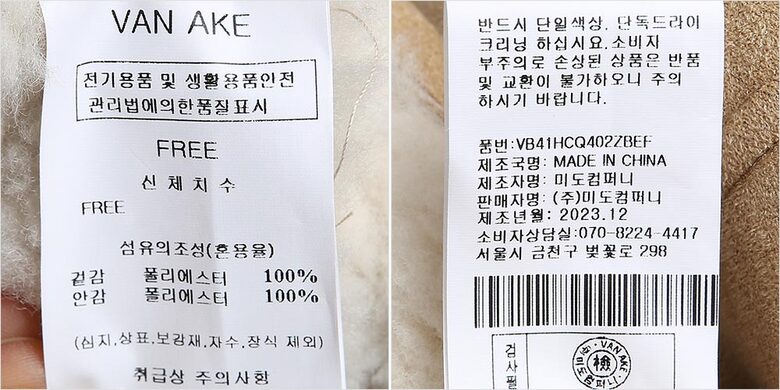 VAN AKE
전기용품 및 생활용품안전
관리법에의한품질표시
FREE
신체치수
FREE
섬유의조성(혼용율)
겉감 폴리에스터 100%
안감 폴리에스터 100%
(심지,상표,보강재,자수,장식 제외)
취급상 주의사항
반드시 단일색상, 단독드라이
크리닝 하십시요.소비자
부주의로 손상된 상품은 반품
및 교환이 불가하오니 주의
하시기 바랍니다.
품번:VB41HCQ402ZBEF
제조국명: MADE IN CHINA
제조자명: 미도컴퍼니
판매자명: (주)미도컴퍼니
제조년월: 2023.12
소비자상담실:070-8224-4417
서울시 금천구 벚꽃로 298
검사필
VAN AKE
檢